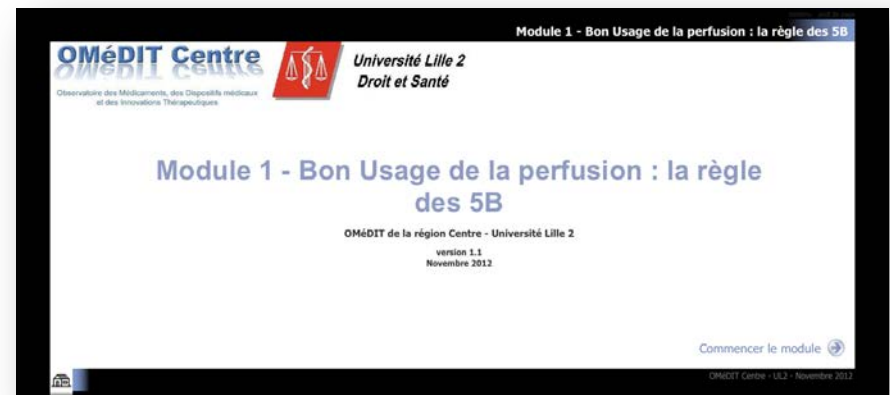 Module 1 - Bon Usage de la perfusion : la règle des 5B
OMéDIT Centre
Observatoire des Médicaments, des Dispositifs médicaux
et des Innovations Thérapeutiques
Université Lille 2
Droit et Santé
Module 1 - Bon Usage de la perfusion : la règle
des 5B
OMéDIT de la région Centre - Université Lille 2
version 1.1
Novembre 2012
Commencer le module
OMéDIT Centre - UL2 - Novembre 2012